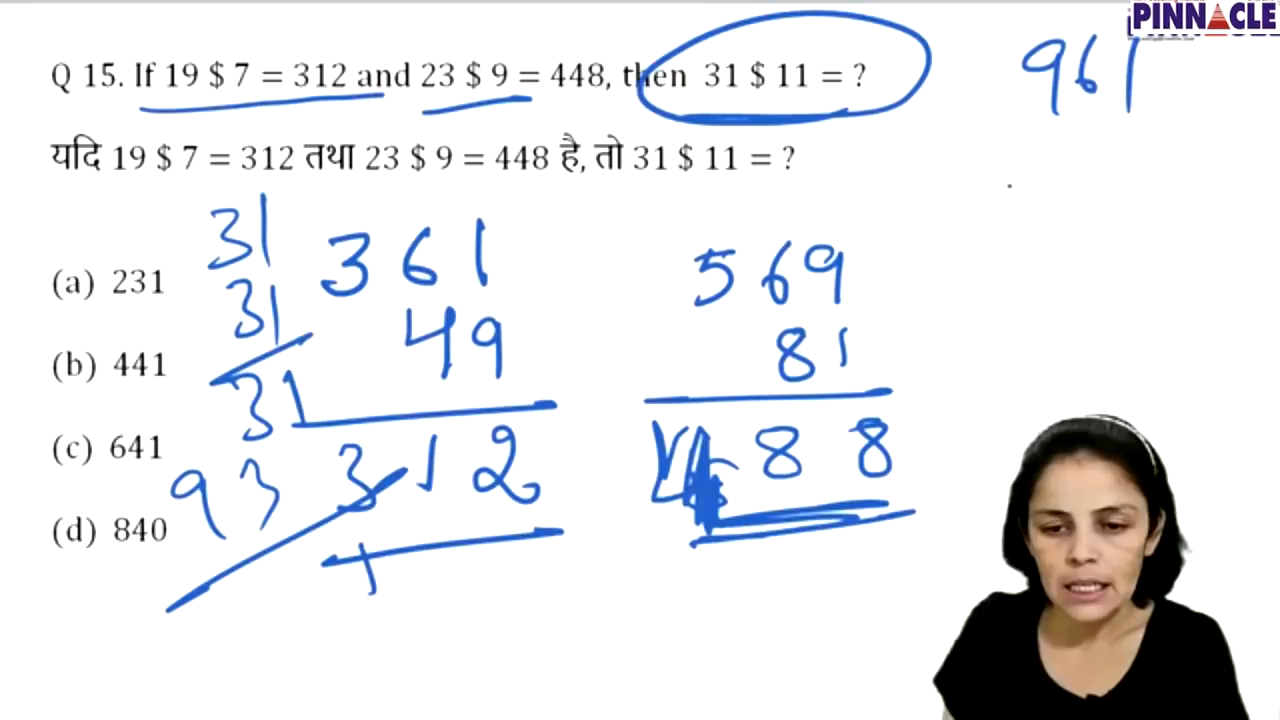 PINNACLE
Q 15. If 19 $ 7 = 312 and 23 $ 9 = 448, then 31 $ 11 = ?
961
यदि 19 $ 7 = 312 तथा 23 $ 9 = 448 है, तो 31 $ 11 = ?
(a) 231
(b) 441
(c) 641
(d) 840
31
31
31
93
361
49
312
569
81
88